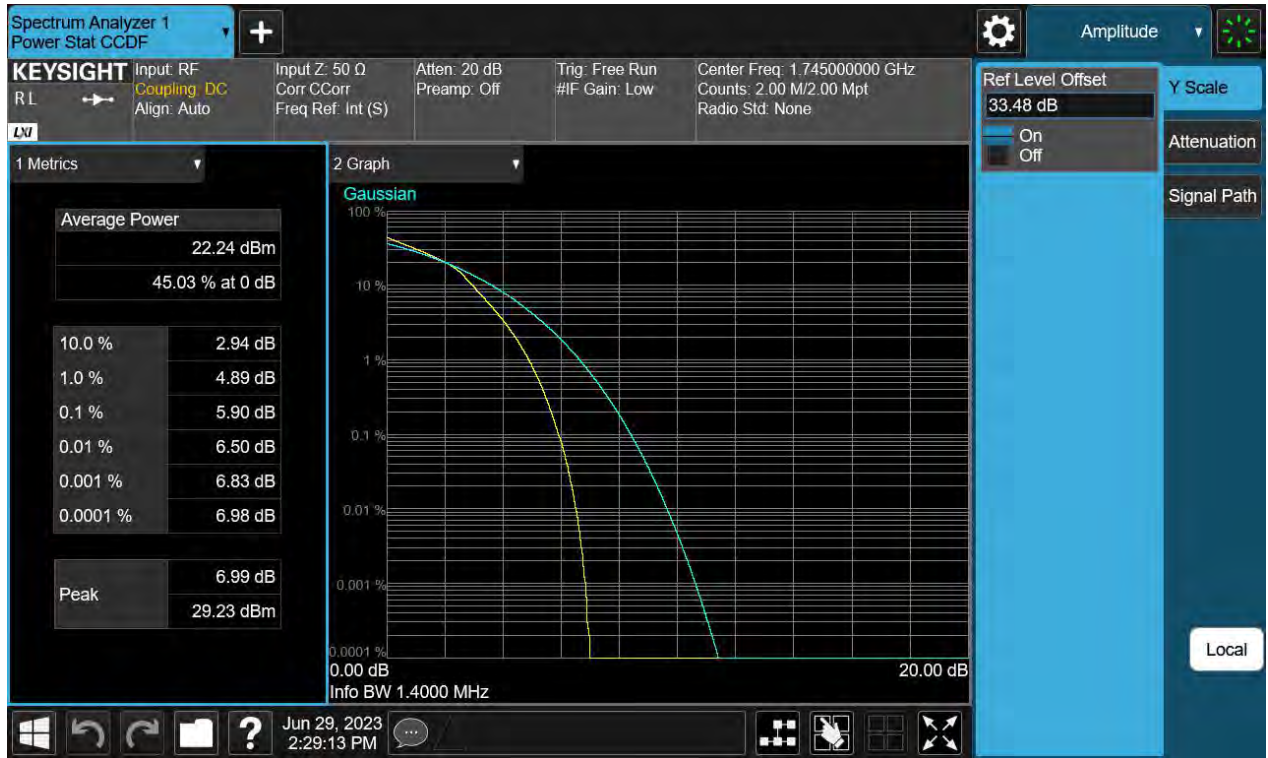 Spectrum Analyzer 1
Power Stat CCDF
+
Amplitude
KEYSIGHT
RL
LXI
Input: RF
Coupling: DC
Align: Auto
Input Z: 50 Ω
Corr CCorr
Freq Ref: Int (S)
Atten: 20 dB
Preamp: Off
Trig: Free Run
#IF Gain: Low
Center Freq: 1.745000000 GHz
Counts: 2.00 M/2.00 Mpt
Radio Std: None
Ref Level Offset
33.48 dB
On
Off
Y Scale
Attenuation
Signal Path
Local
1 Metrics
Average Power
22.24 dBm
45.03 % at 0 dB
10.0 % 2.94 dB
1.0 % 4.89 dB
0.1 % 5.90 dB
0.01 % 6.50 dB
0.001 % 6.83 dB
0.0001 % 6.98 dB
Peak
6.99 dB
29.23 dBm
2 Graph
Gaussian
100 %
10 %
1 %
0.1 %
0.01 %
0.001 %
0.0001 %
0.00 dB 20.00 dB
Info BW 1.4000 MHz
?
Jun 29, 2023
2:29:13 PM